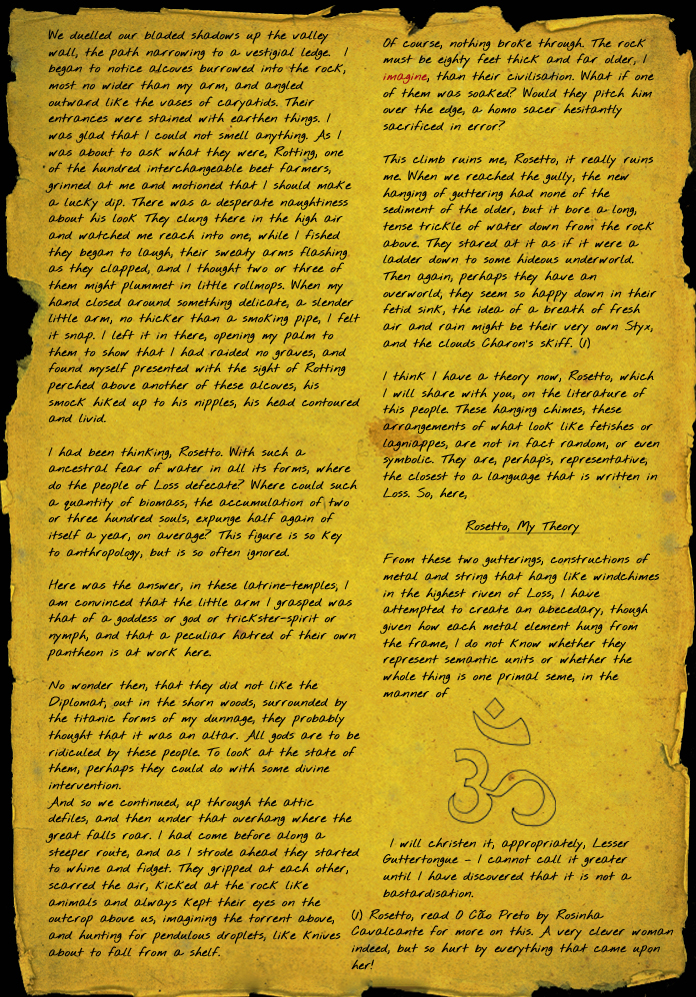 We duelled our bladed shadows up the valley
wall, the path narrowing to a vestigial ledge. I
began to notice alcoves burrowed into the rock,
most no wider than my arm, and angled
outward like the vases of caryatids. Their
entrances were stained with earthen things. I
was glad that I could not smell anything. As I
was about to ask what they were, Rotting, one
of the hundred interchangeable beet farmers,
grinned at me and motioned that I should make
a lucky dip. There was a desperate naughtiness
about his look They clung there in the high air
and watched me reach into one, while I fished
they began to laugh, their sweaty arms flashing
as they clapped, and I thought two or three of
them might plummet in little rollmops. When my
hand closed around something delicate, a slender
little arm, no thicker than a smoking pipe, I felt
it snap. I left it in there, opening my palm to
them to show that I had raided no graves, and
found myself presented with the sight of Rotting
perched above another of these alcoves, his
smock hiked up to his nipples, his head contoured
and livid.
I had been thinking, Rosetto. With such a
ancestral fear of water in all its forms, where
do the people of Loss defecate? Where could such
a quantity of biomass, the accumulation of two
or three hundred souls, expunge half again of
itself a year, on average? This figure is so key
to anthropology, but is so often ignored.
Here was the answer, in these latrine-temples, I
am convinced that the little arm I grasped was
that of a goddess or god or trickster-spirit or
nymph, and that a peculiar hatred of their own
pantheon is at work here.
No wonder then, that they did not like the
Diplomat, out in the shorn woods, surrounded by
the titanic forms of my dunnage, they probably
thought that it was an altar. All gods are to be
ridiculed by these people. To look at the state of
them, perhaps they could do with some divine
intervention.
And so we continued, up through the attic
defiles, and then under that overhang where the
great falls roar. I had come before along a
steeper route, and as I strode ahead they started
to whine and fidget. They gripped at each other,
scarred the air, kicked at the rock like
animals and always kept their eyes on the
outcrop above us, imagining the torrent above,
and hunting for pendulous droplets, like knives
about to fall from a shelf.
Of course, nothing broke through. The rock
must be eighty feet thick and far older, I
imagine, than their civilisation. What if one
of them was soaked? Would they pitch him
over the edge, a homo sacer hesitantly
sacrificed in error?
This climb ruins me, Rosetto, it really ruins
me. When we reached the gully, the new
hanging of guttering had none of the
sediment of the older, but it bore a long,
tense trickle of water down from the rock
above. They stared at it as if it were a
ladder down to some hideous underworld.
Then again, perhaps they have an
overworld, they seem so happy down in their
fetid sink, the idea of a breath of fresh
air and rain might be their very own Styx,
and the clouds Charon's skiff. (1)
I think I have a theory now, Rosetto, which
I will share with you, on the literature of
this people. These hanging chimes, these
arrangements of what look like fetishes or
lagniappes, are not in fact random, or even
symbolic. They are, perhaps, representative,
the closest to a language that is written in
Loss. So, here,
Rosetto, My Theory
From these two gutterings, constructions of
metal and string that hang like windchimes
in the highest riven of Loss, I have
attempted to create an abecedary, though
given how each metal element hung from
the frame, I do not know whether they
represent semantic units or whether the
whole thing is one primal seme, in the
manner of
ॐ
I will christen it, appropriately, Lesser
Guttertongue - I cannot call it greater
until I have discovered that it is not a
bastardisation.
(1) Rosetto, read O Cão Preto by Rosinha
Cavalcante for more on this. A very clever woman
indeed, but so hurt by everything that came upon
her!